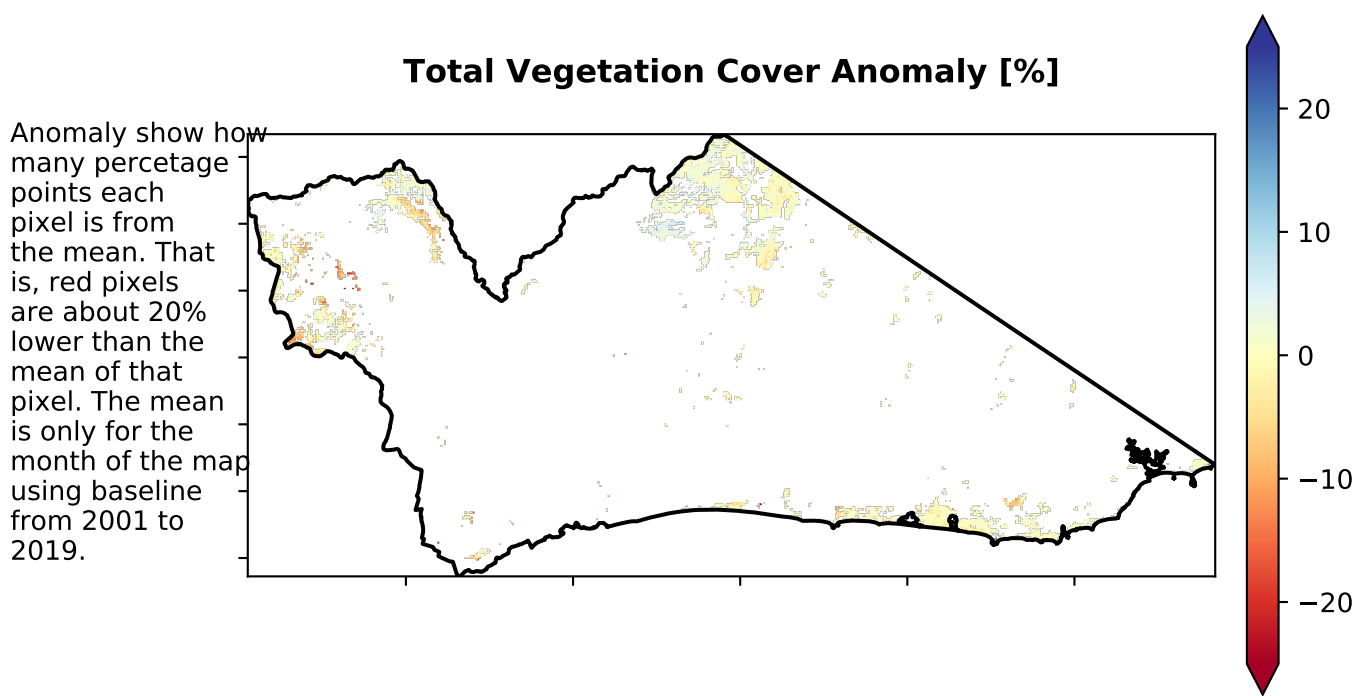 Total Vegetation Cover Anomaly [%]
Anomaly show how
many percetage
points each
pixel is from
the mean. That
is, red pixels
are about 20%
lower than the
mean of that
pixel. The mean
is only for the
month of the map
using baseline
from 2001 to
2019.
20
10
0
−10
−20